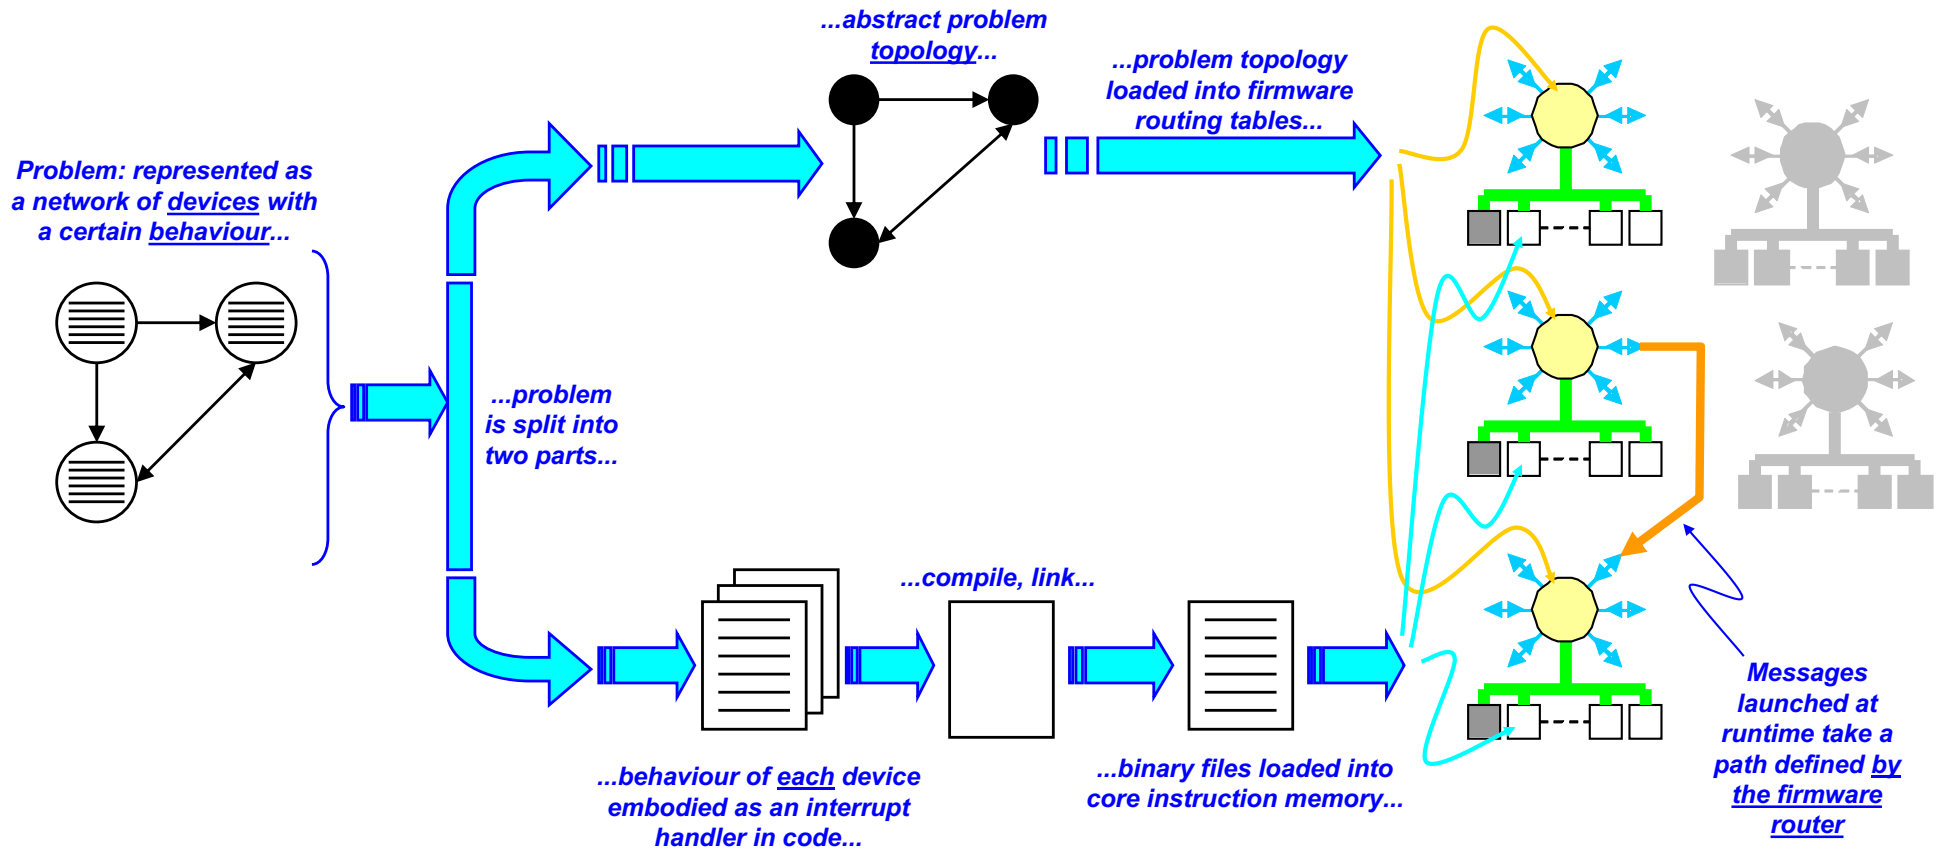 Problem: represented as
a network of devices with
a certain behaviour...
...problem
is split into
two parts...
...abstract problem
topology...
...problem topology
loaded into firmware
routing tables...
...behaviour of each device
embodied as an interrupt
handler in code...
...compile, link...
...binary files loaded into
core instruction memory...
Messages
launched at
runtime take a
path defined by
the firmware
router